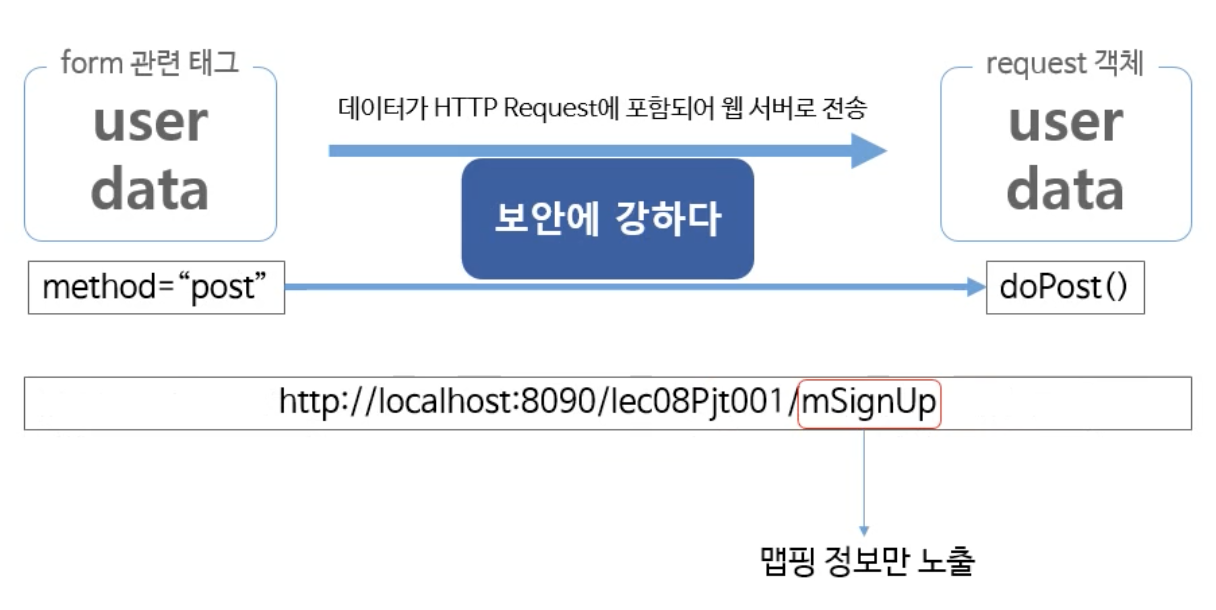 form 관련 태그
user
data
request 객체
user
data
데이터가 HTTP Request에 포함되어 웹 서버로 전송
보안에 강하다
method=“post”
doPost()
http://localhost:8090/lec08Pjt001/mSignUp
맵핑 정보만 노출